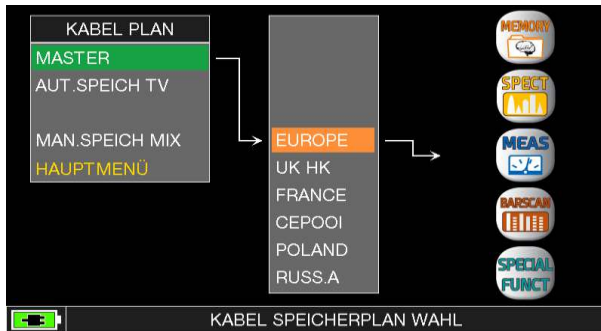 KABEL PLAN
MASTER
AUT.SPEICH TV
MAN.SPEICH MIX
HAUPTMENÜ
EUROPE
UK HK
FRANCE
CEPOOI
POLAND
RUSS.A
MEMORY
SPECT
MEAS
BARSCAN
SPECIAL
FUNCT
KABEL SPEICHERPLAN WAHL